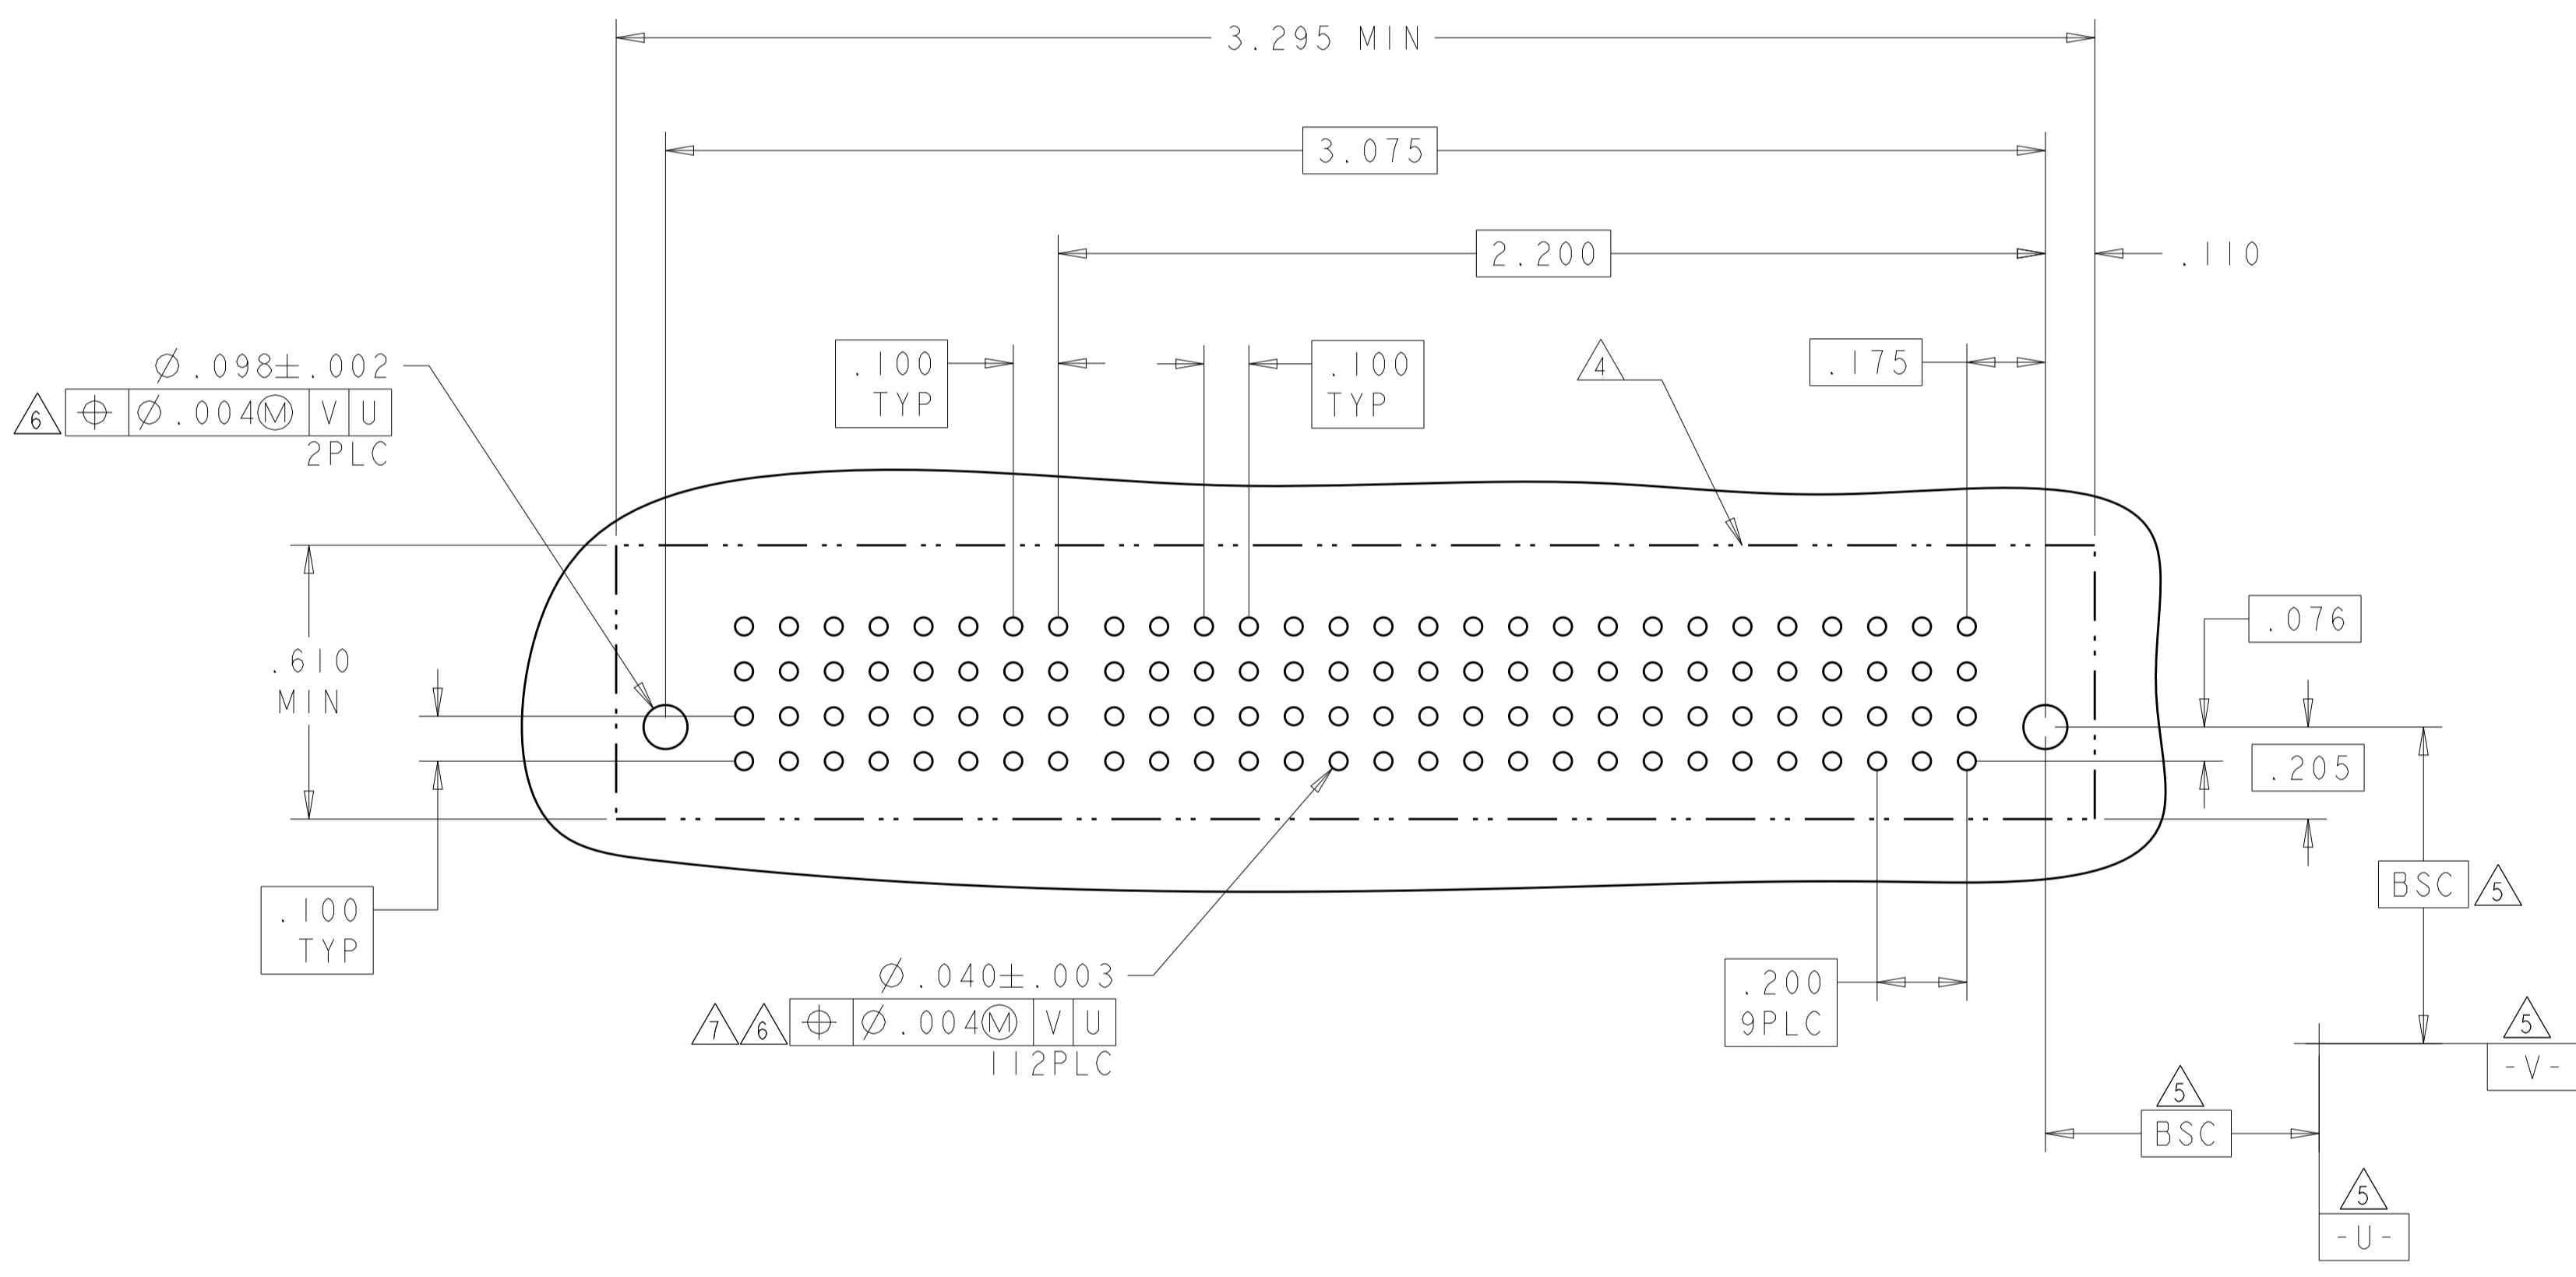 3.295 MIN
3.075
2.200
.110
.100
TYP
.100
TYP
4
.175
Ø.098±.002
6 ⌖ Ø.004Ⓜ V U
2PLC
.610
MIN
.076
.205
.100
TYP
BSC 5
Ø.040±.003
7 6 ⌖ Ø.004Ⓜ V U
112PLC
.200
9PLC
5
-V-
5
BSC
5
-U-